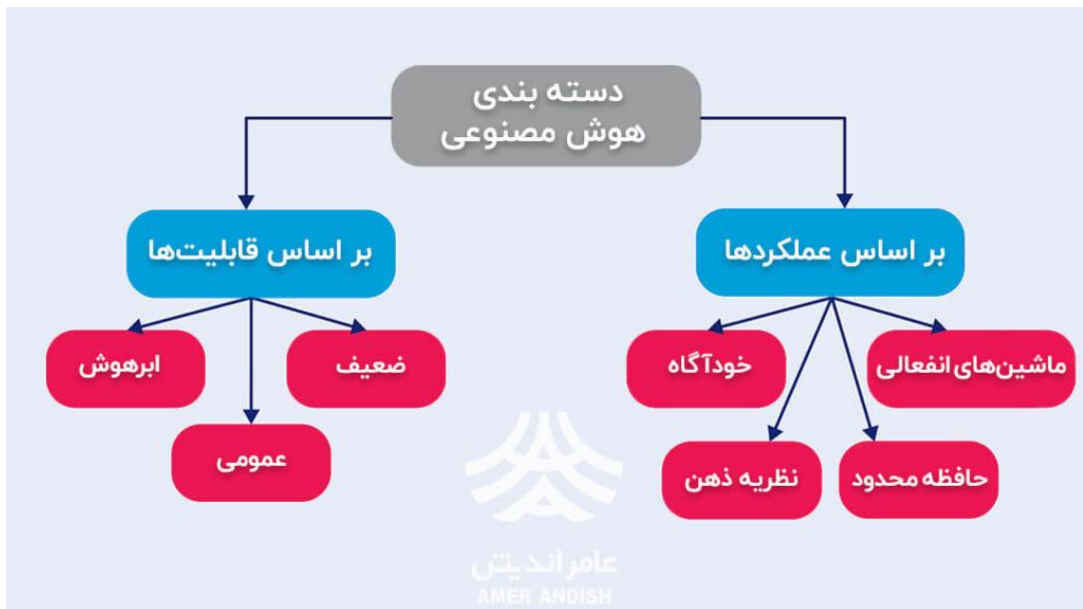 دسته بندی
هوش مصنوعی
بر اساس عملکردها
بر اساس قابلیت‌ها
ماشین‌های انفعالی
خودآگاه
ضعیف
ابرهوش
حافظه محدود
نظریه ذهن
عمومی
عامر اندیش
AMER ANDISH